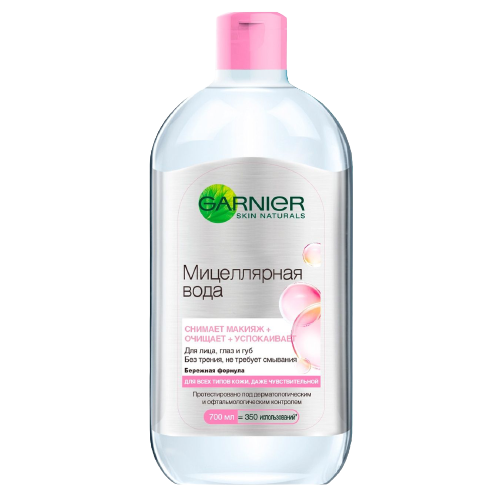 GARNIER
SKIN NATURALS
Мицеллярная
вода
СНИМАЕТ МАКИЯЖ +
ОЧИЩАЕТ + УСПОКАИВАЕТ
Для лица, глаз и губ
Без трения, не требует смывания
Бережная формула
ДЛЯ ВСЕХ ТИПОВ КОЖИ, ДАЖЕ ЧУВСТВИТЕЛЬНОЙ
Протестировано под дерматологическим
и офтальмологическим контролем
700 мл = 350 использований*